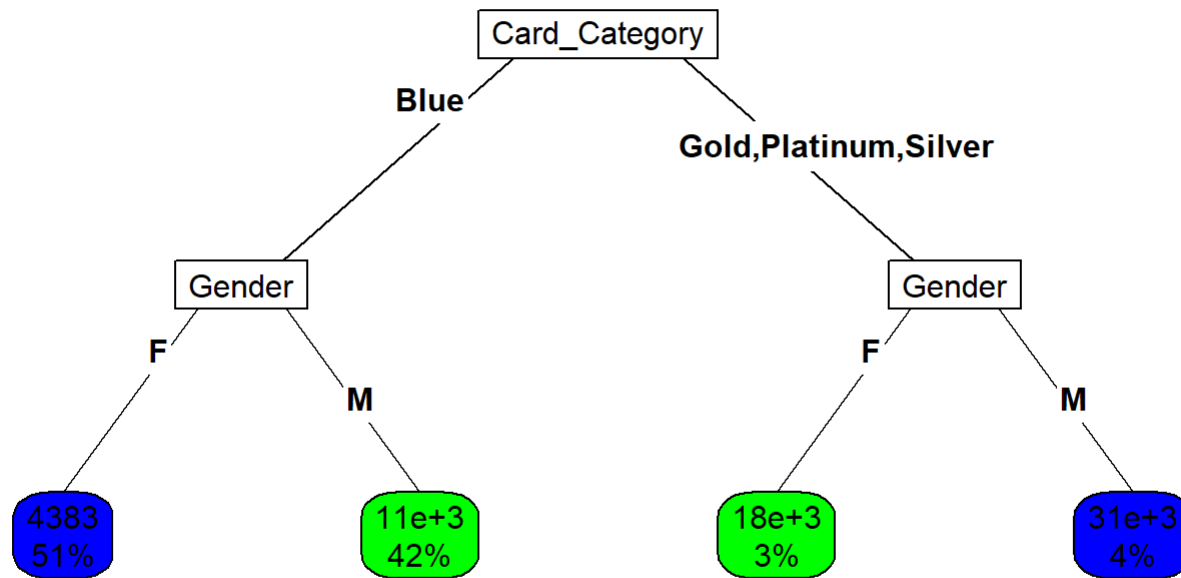 Card_Category
Blue
Gold,Platinum,Silver
Gender
Gender
F
M
F
M
4383
51%
11e+3
42%
18e+3
3%
31e+3
4%